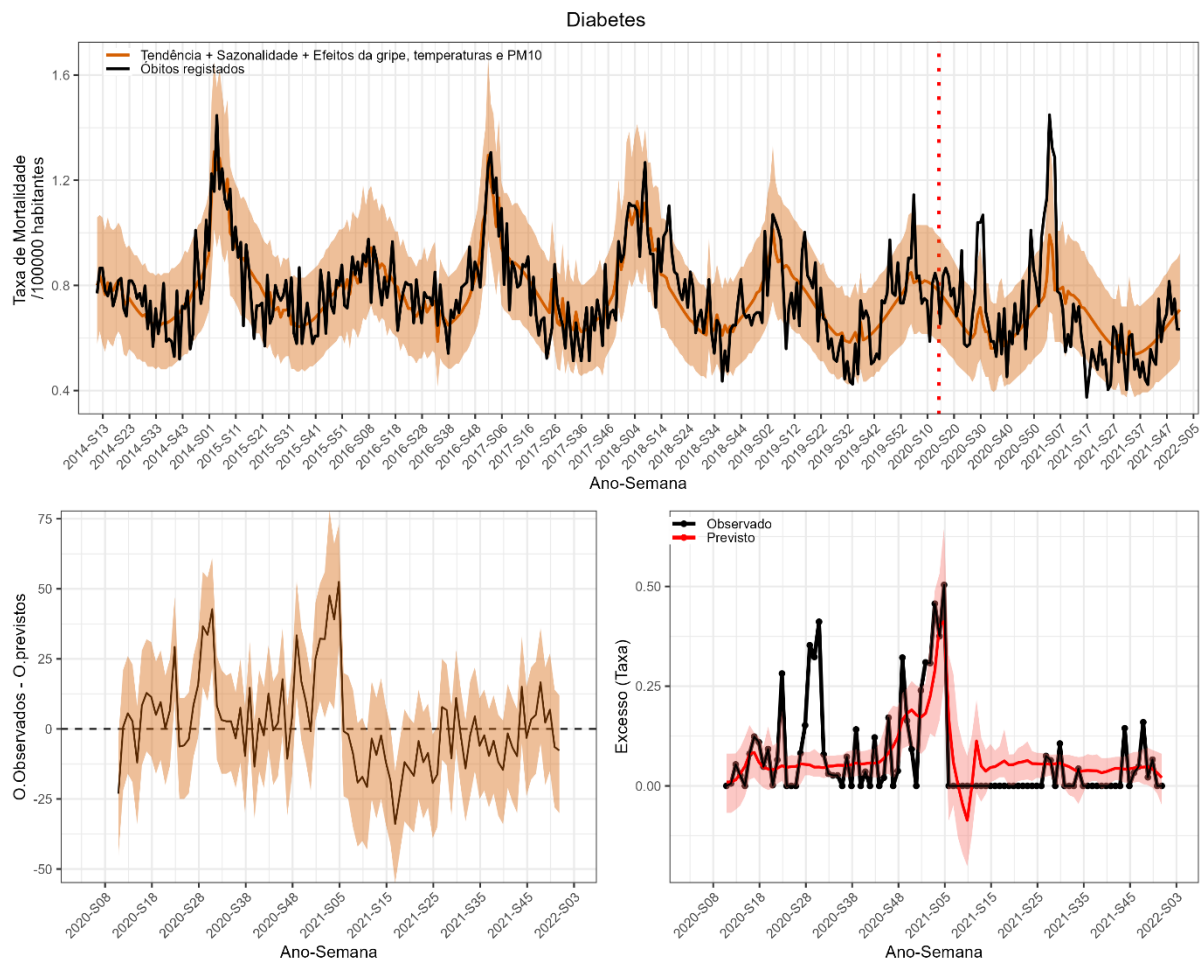 Diabetes
Tendência + Sazonalidade + Efeitos da gripe, temperaturas e PM10
Óbitos registados
Taxa de Mortalidade
/100000 habitantes
1.6
1.2
0.8
0.4
2014-S13 2014-S23 2014-S33 2014-S43 2014-S01 2015-S11 2015-S21 2015-S31 2015-S41 2015-S51 2016-S08 2016-S18 2016-S28 2016-S38 2016-S48 2017-S06 2017-S16 2017-S26 2017-S36 2017-S46 2018-S04 2018-S14 2018-S24 2018-S34 2018-S44 2019-S02 2019-S12 2019-S22 2019-S32 2019-S42 2019-S52 2020-S10 2020-S20 2020-S30 2020-S40 2020-S50 2021-S07 2021-S17 2021-S27 2021-S37 2021-S47 2022-S05
Ano-Semana
O.Observados - O.previstos
75
50
25
0
-25
-50
2020-S08 2020-S18 2020-S28 2020-S38 2020-S48 2021-S05 2021-S15 2021-S25 2021-S35 2021-S45 2022-S03
Ano-Semana
Observado
Previsto
Excesso (Taxa)
0.50
0.25
0.00
2020-S08 2020-S18 2020-S28 2020-S38 2020-S48 2021-S05 2021-S15 2021-S25 2021-S35 2021-S45 2022-S03
Ano-Semana